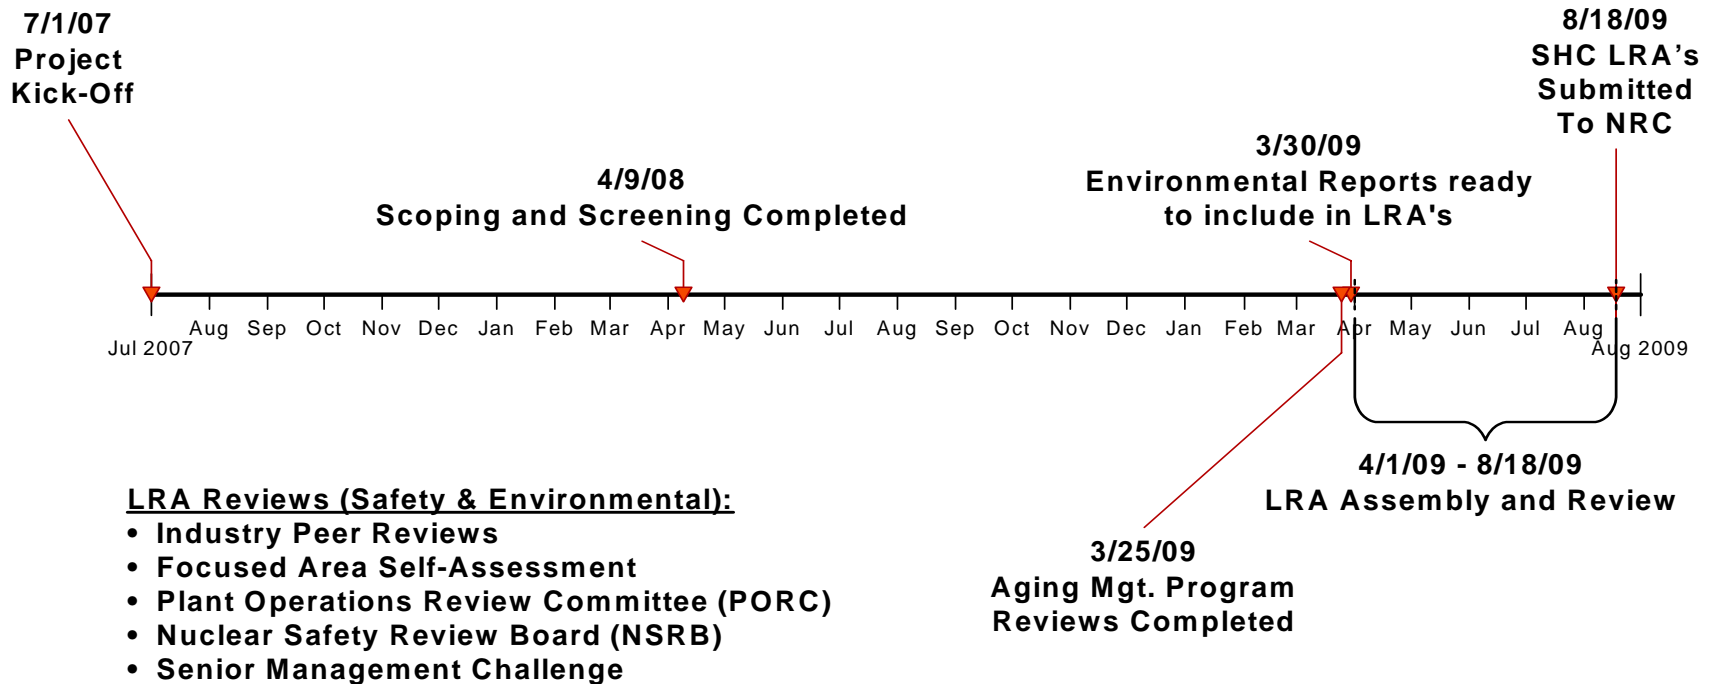 7/1/07
Project
Kick-Off
4/9/08
Scoping and Screening Completed
3/30/09
Environmental Reports ready
to include in LRA's
8/18/09
SHC LRA’s
Submitted
To NRC
Aug Sep Oct Nov Dec Jan Feb Mar Apr May Jun Jul Aug Sep Oct Nov Dec Jan Feb Mar Apr May Jun Jul Aug
Jul 2007
Aug 2009
4/1/09 - 8/18/09
LRA Assembly and Review
3/25/09
Aging Mgt. Program
Reviews Completed
LRA Reviews (Safety & Environmental):
• Industry Peer Reviews
• Focused Area Self-Assessment
• Plant Operations Review Committee (PORC)
• Nuclear Safety Review Board (NSRB)
• Senior Management Challenge